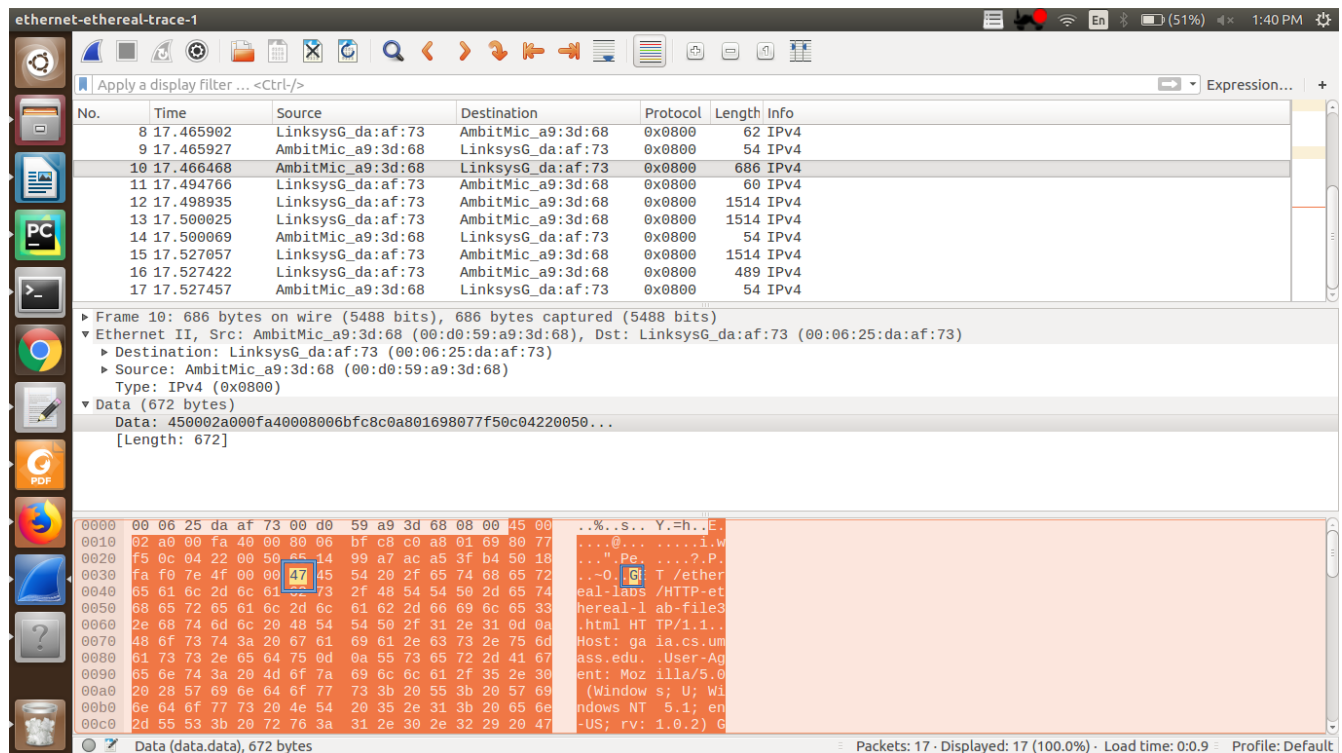 ethernet-ethereal-trace-1 En (51%) 1:40 PM
Apply a display filter … <Ctrl-/> Expression… +
No. Time Source Destination Protocol Length Info
8 17.465902 LinksysG_da:af:73 AmbitMic_a9:3d:68 0x0800 62 IPv4
9 17.465927 AmbitMic_a9:3d:68 LinksysG_da:af:73 0x0800 54 IPv4
10 17.466468 AmbitMic_a9:3d:68 LinksysG_da:af:73 0x0800 686 IPv4
11 17.494766 LinksysG_da:af:73 AmbitMic_a9:3d:68 0x0800 60 IPv4
12 17.498935 LinksysG_da:af:73 AmbitMic_a9:3d:68 0x0800 1514 IPv4
13 17.500025 LinksysG_da:af:73 AmbitMic_a9:3d:68 0x0800 1514 IPv4
14 17.500069 AmbitMic_a9:3d:68 LinksysG_da:af:73 0x0800 54 IPv4
15 17.527057 LinksysG_da:af:73 AmbitMic_a9:3d:68 0x0800 1514 IPv4
16 17.527422 LinksysG_da:af:73 AmbitMic_a9:3d:68 0x0800 489 IPv4
17 17.527457 AmbitMic_a9:3d:68 LinksysG_da:af:73 0x0800 54 IPv4
PC
Frame 10: 686 bytes on wire (5488 bits), 686 bytes captured (5488 bits)
Ethernet II, Src: AmbitMic_a9:3d:68 (00:d0:59:a9:3d:68), Dst: LinksysG_da:af:73 (00:06:25:da:af:73)
Destination: LinksysG_da:af:73 (00:06:25:da:af:73)
Source: AmbitMic_a9:3d:68 (00:d0:59:a9:3d:68)
Type: IPv4 (0x0800)
Data (672 bytes)
Data: 450002a000fa40008006bfc8c0a801698077f50c04220050...
[Length: 672]
PDF
0000 00 06 25 da af 73 00 d0 59 a9 3d 68 08 00 45 00 ..%..s.. Y.=h..E.
0010 02 a0 00 fa 40 00 80 06 bf c8 c0 a8 01 69 80 77 ....@... .....i.w
0020 f5 0c 04 22 00 50 65 14 99 a7 ac a5 3f b4 50 18 ...".Pe. ....?.P.
0030 fa f0 7e 4f 00 00 47 45 54 20 2f 65 74 68 65 72 ..~O..GE T /ether
0040 65 61 6c 2d 6c 61 62 73 2f 48 54 54 50 2d 65 74 eal-labs /HTTP-et
0050 68 65 72 65 61 6c 2d 6c 61 62 2d 66 69 6c 65 33 hereal-l ab-file3
0060 2e 68 74 6d 6c 20 48 54 54 50 2f 31 2e 31 0d 0a .html HT TP/1.1..
0070 48 6f 73 74 3a 20 67 61 69 61 2e 63 73 2e 75 6d Host: ga ia.cs.um
0080 61 73 73 2e 65 64 75 0d 0a 55 73 65 72 2d 41 67 ass.edu. .User-Ag
0090 65 6e 74 3a 20 4d 6f 7a 69 6c 6c 61 2f 35 2e 30 ent: Moz illa/5.0
00a0 20 28 57 69 6e 64 6f 77 73 3b 20 55 3b 20 57 69 (Window s; U; Wi
00b0 6e 64 6f 77 73 20 4e 54 20 35 2e 31 3b 20 65 6e ndows NT 5.1; en
00c0 2d 55 53 3b 20 72 76 3a 31 2e 30 2e 32 29 20 47 -US; rv: 1.0.2) G
Data (data.data), 672 bytes Packets: 17 · Displayed: 17 (100.0%) · Load time: 0:0.9 Profile: Default